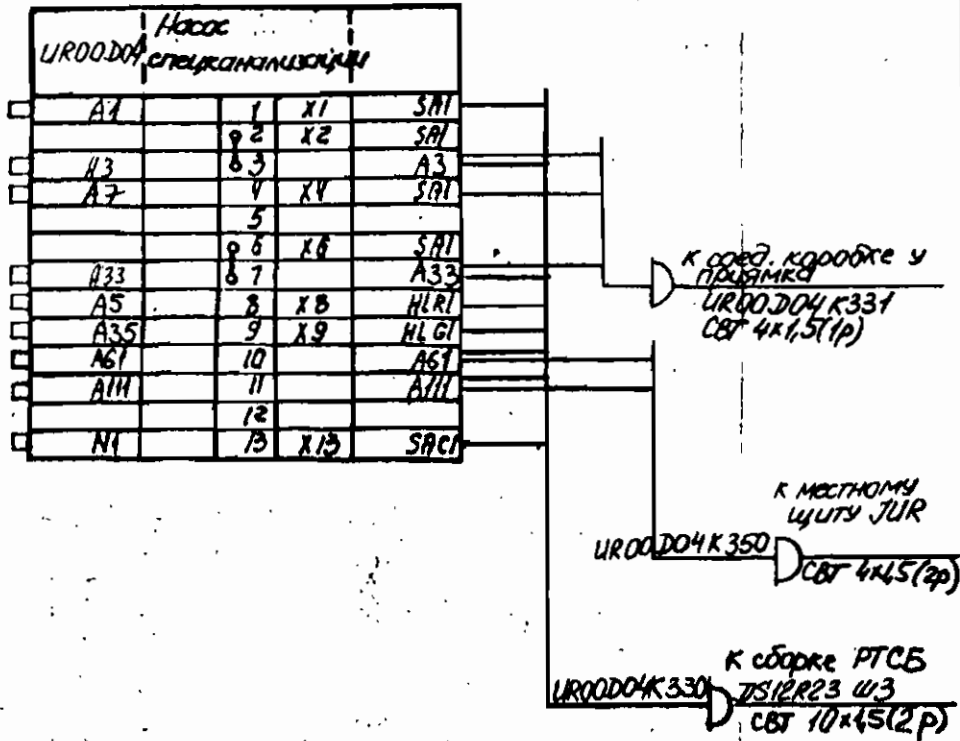 UR00D04 Насос
спецканализации
A1 1 X1 SA1
2 X2 SA1
A3 3 A3
A7 4 X4 SA1
5
6 X6 SA1
A33 7 A33
A5 8 X8 HLR1
A35 9 X9 HLG1
A61 10 A61
A111 11 A111
12
N1 13 X13 SAC1
к соед. коробке у
приямка
UR00D04K331
СВТ 4x1,5(1р)
к местному
щиту JUR
UR00D04K350
СВТ 4x1,5(2р)
к сборке РТСБ
UR00D04K330 DS12R23 ш3
СВТ 10x1,5(2р)